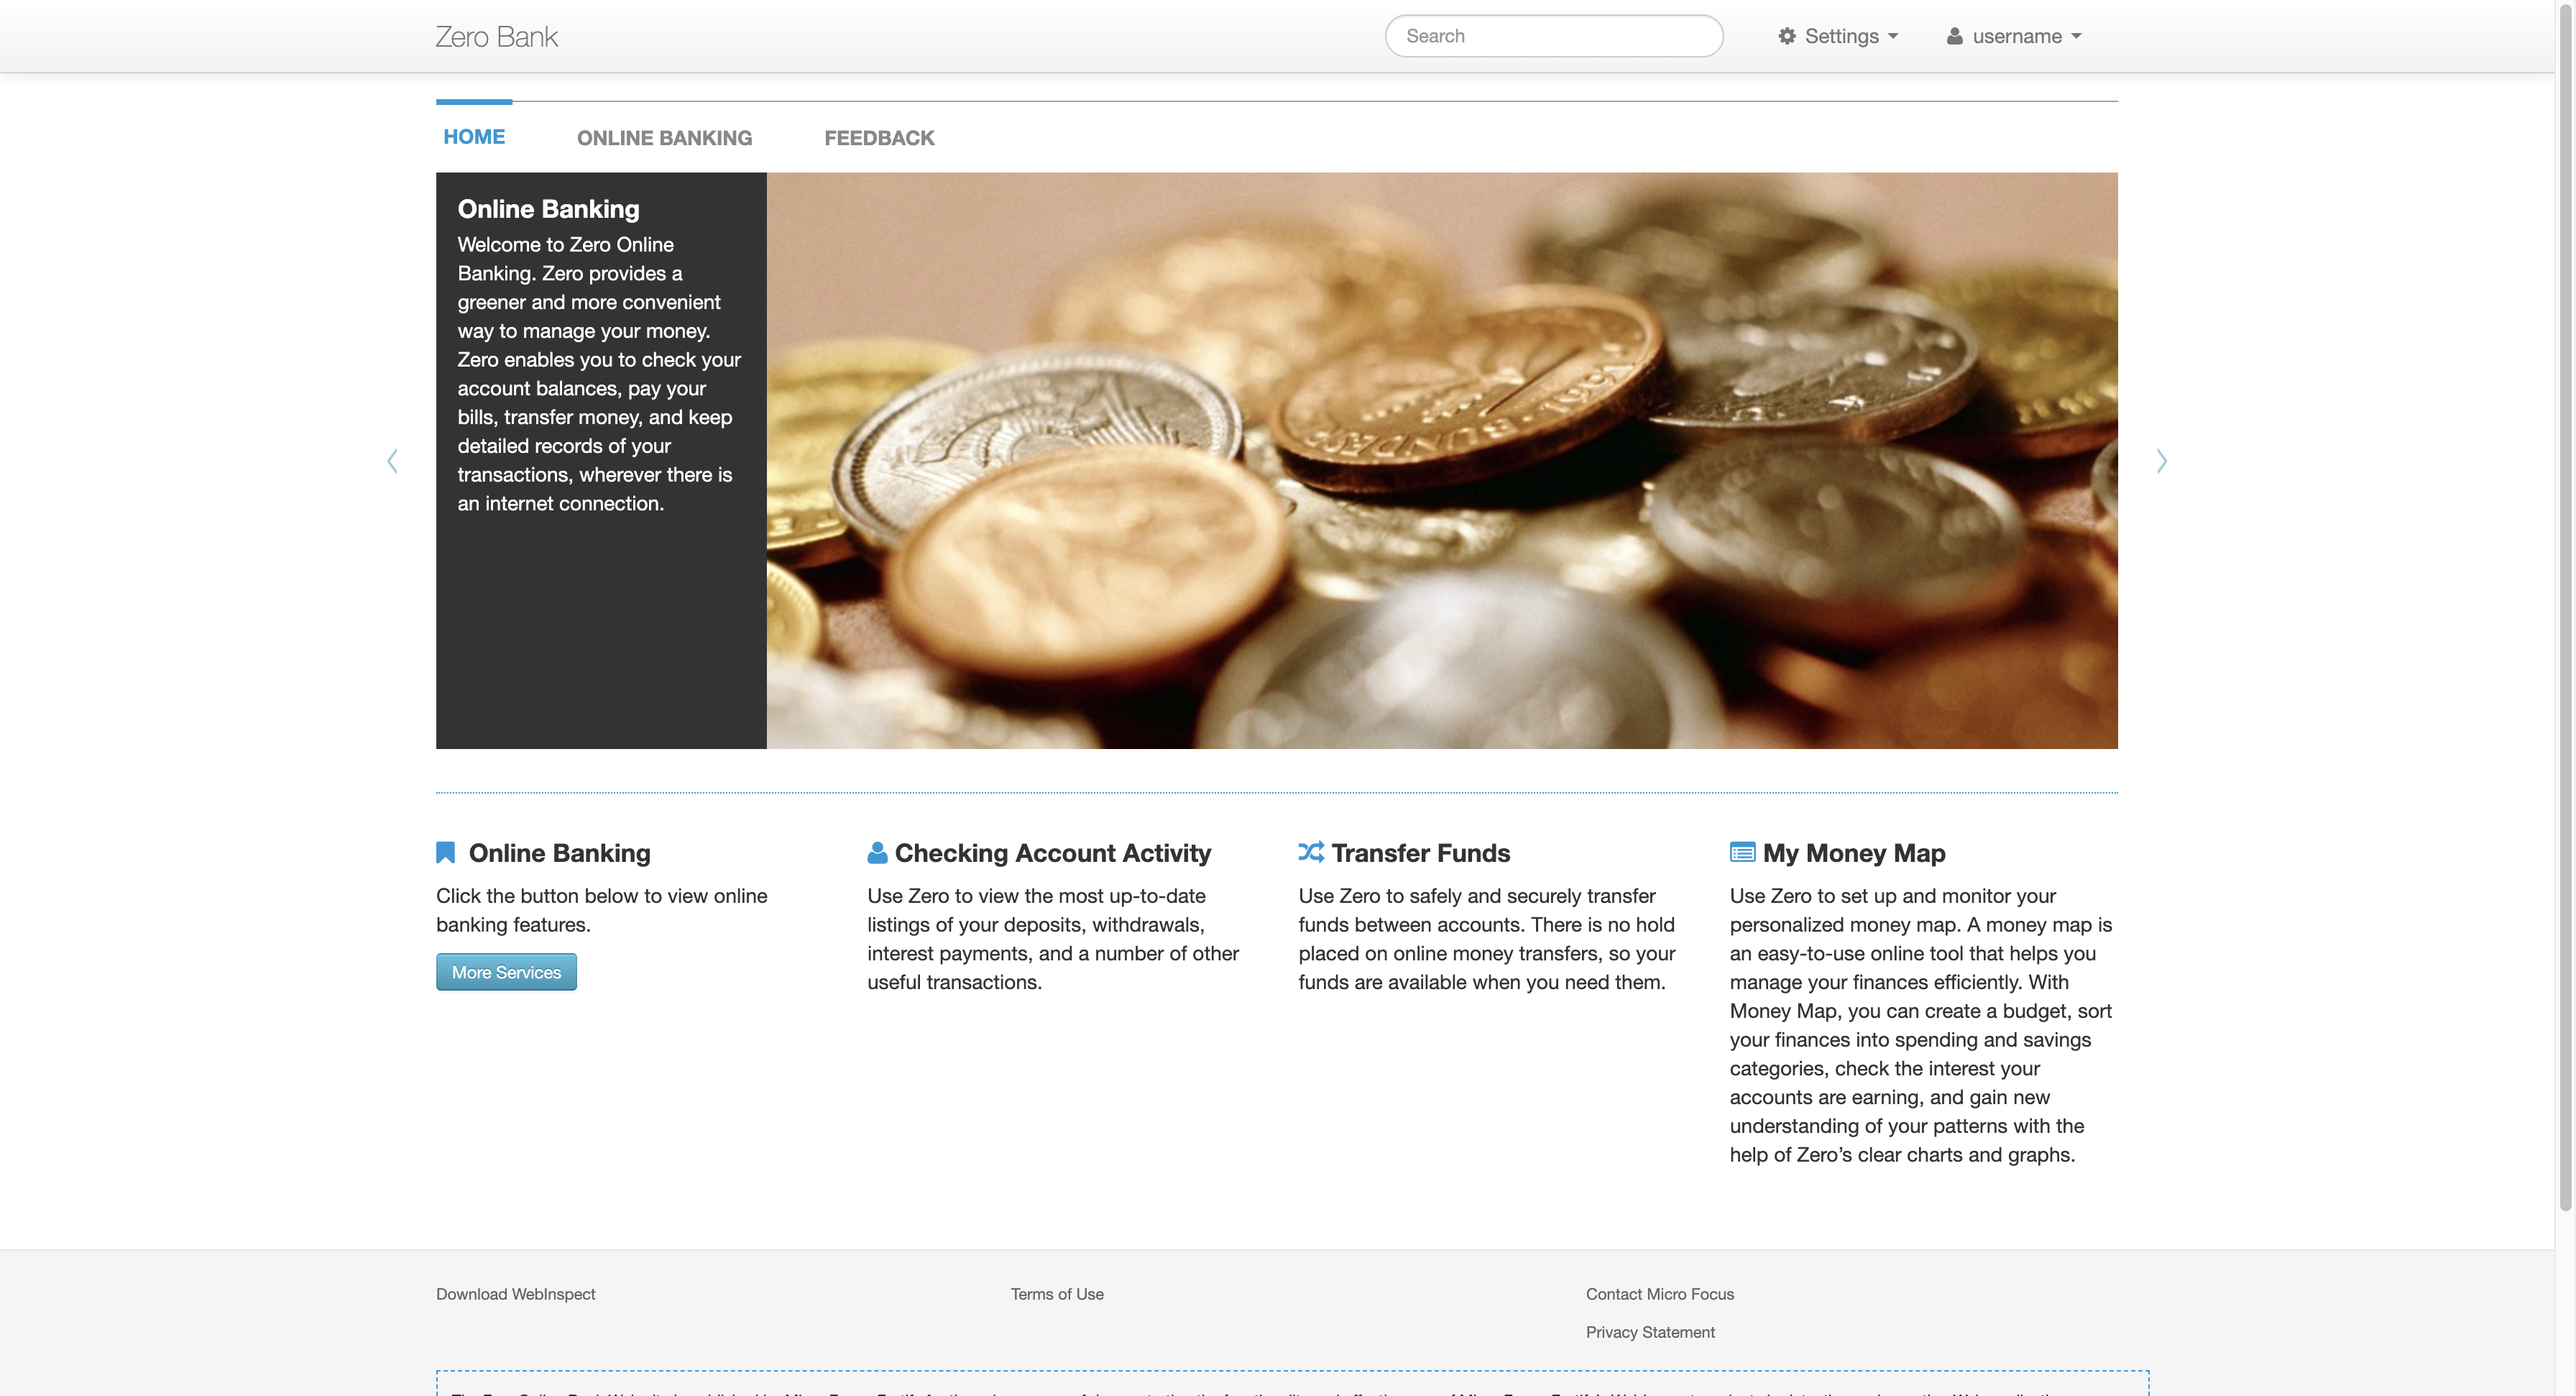 Zero Bank
Search
Settings
username
HOME
ONLINE BANKING
FEEDBACK
Online Banking
Welcome to Zero Online
Banking. Zero provides a
greener and more convenient
way to manage your money.
Zero enables you to check your
account balances, pay your
bills, transfer money, and keep
detailed records of your
transactions, wherever there is
an internet connection.
Online Banking
Click the button below to view online
banking features.
More Services
Checking Account Activity
Use Zero to view the most up-to-date
listings of your deposits, withdrawals,
interest payments, and a number of other
useful transactions.
Transfer Funds
Use Zero to safely and securely transfer
funds between accounts. There is no hold
placed on online money transfers, so your
funds are available when you need them.
My Money Map
Use Zero to set up and monitor your
personalized money map. A money map is
an easy-to-use online tool that helps you
manage your finances efficiently. With
Money Map, you can create a budget, sort
your finances into spending and savings
categories, check the interest your
accounts are earning, and gain new
understanding of your patterns with the
help of Zero’s clear charts and graphs.
Download WebInspect
Terms of Use
Contact Micro Focus
Privacy Statement